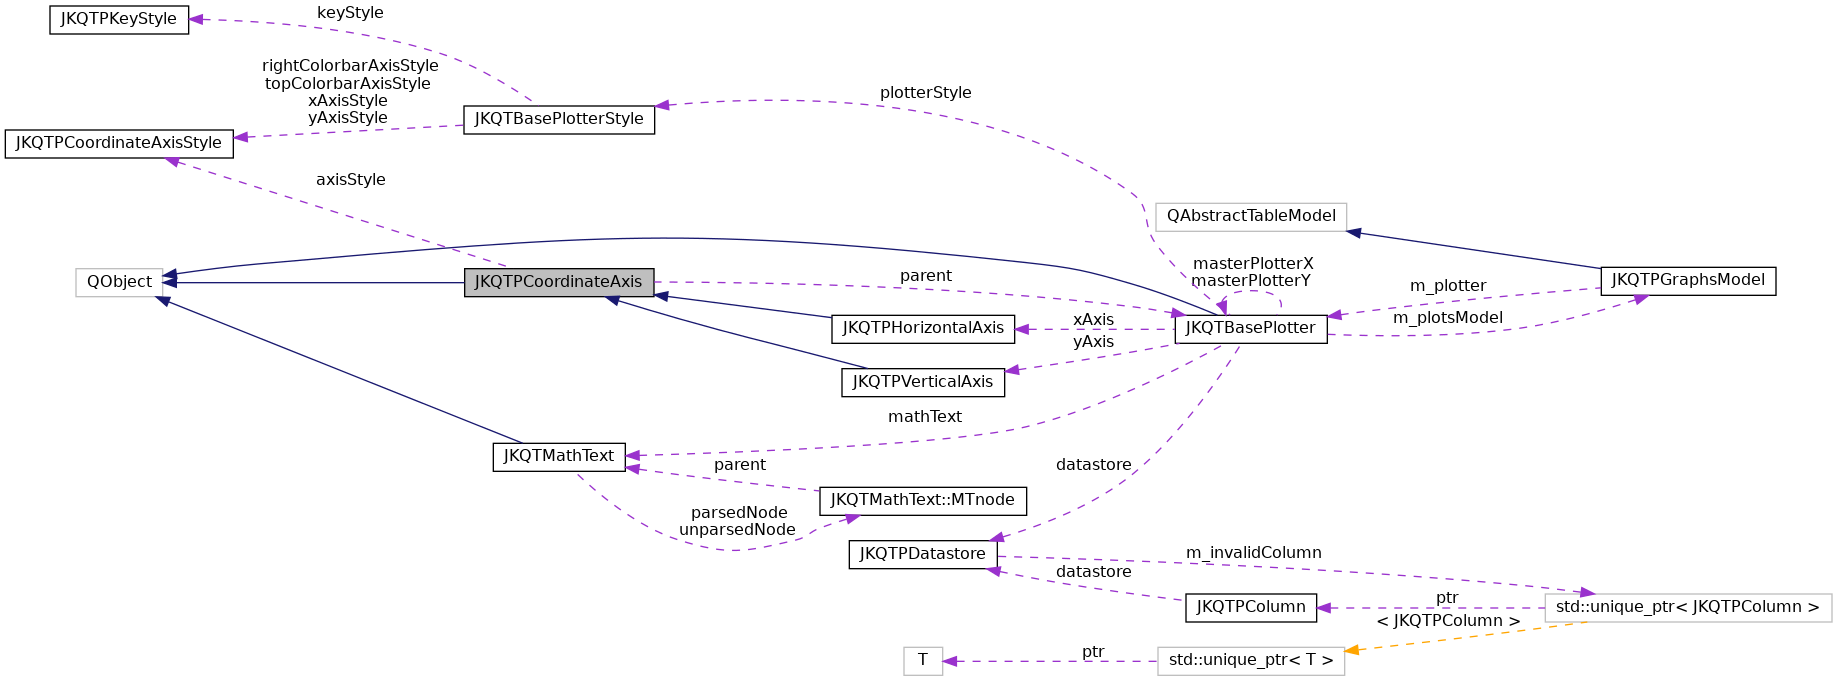 JKQTPKeyStyle
keyStyle
rightColorbarAxisStyle
topColorbarAxisStyle
xAxisStyle
yAxisStyle
plotterStyle
JKQTBasePlotterStyle
JKQTPCoordinateAxisStyle
axisStyle
QAbstractTableModel
masterPlotterX
masterPlotterY
QObject
JKQTPCoordinateAxis
parent
m_plotter
JKQTPGraphsModel
m_plotsModel
xAxis
JKQTPHorizontalAxis
JKQTBasePlotter
yAxis
JKQTPVerticalAxis
mathText
JKQTMathText
parent
datastore
JKQTMathText::MTnode
parsedNode
unparsedNode
JKQTPDatastore
m_invalidColumn
datastore
JKQTPColumn
ptr
std::unique_ptr< JKQTPColumn >
< JKQTPColumn >
T
ptr
std::unique_ptr< T >